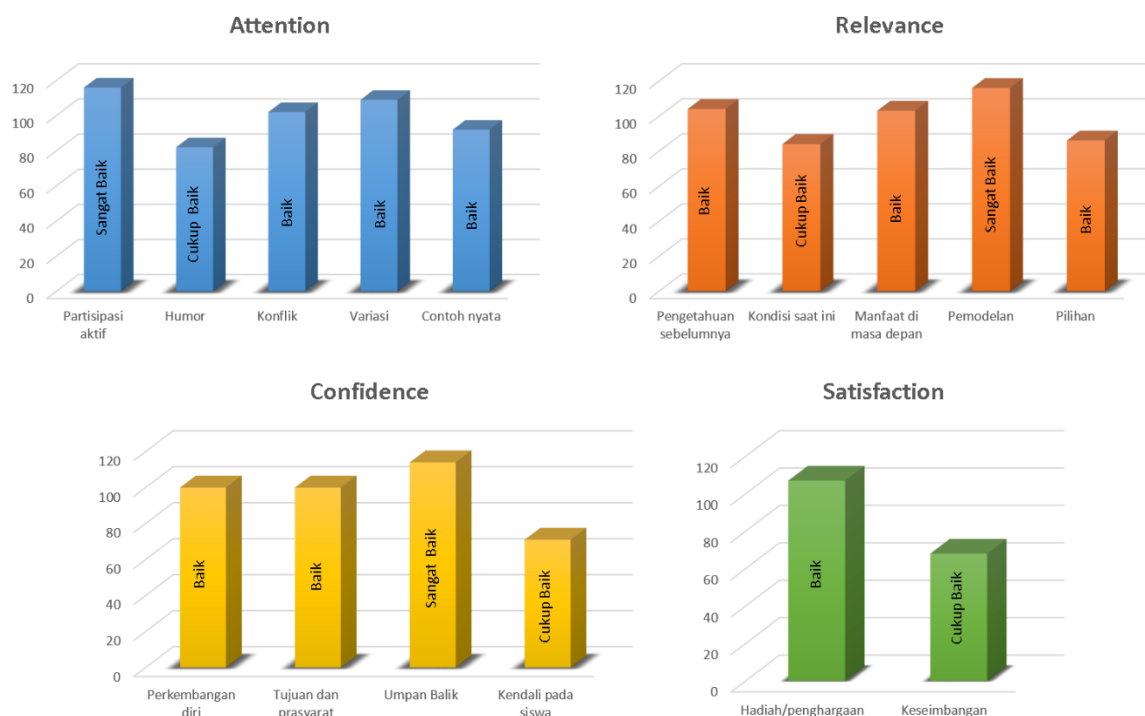 Attention
120
100
80
60
40
20
0
Sangat Baik
Cukup Baik
Baik
Baik
Baik
Partisipasi
aktif
Humor
Konflik
Variasi
Contoh nyata
Relevance
120
100
80
60
40
20
0
Baik
Cukup Baik
Baik
Sangat Baik
Baik
Pengetahuan
sebelumnya
Kondisi saat ini
Manfaat di
masa depan
Pemodelan
Pilihan
Confidence
120
100
80
60
40
20
0
Baik
Baik
Sangat Baik
Cukup Baik
Perkembangan
diri
Tujuan dan
prasyarat
Umpan Balik
Kendali pada
siswa
Satisfaction
120
100
80
60
40
20
0
Baik
Cukup Baik
Hadiah/penghargaan
Keseimbangan